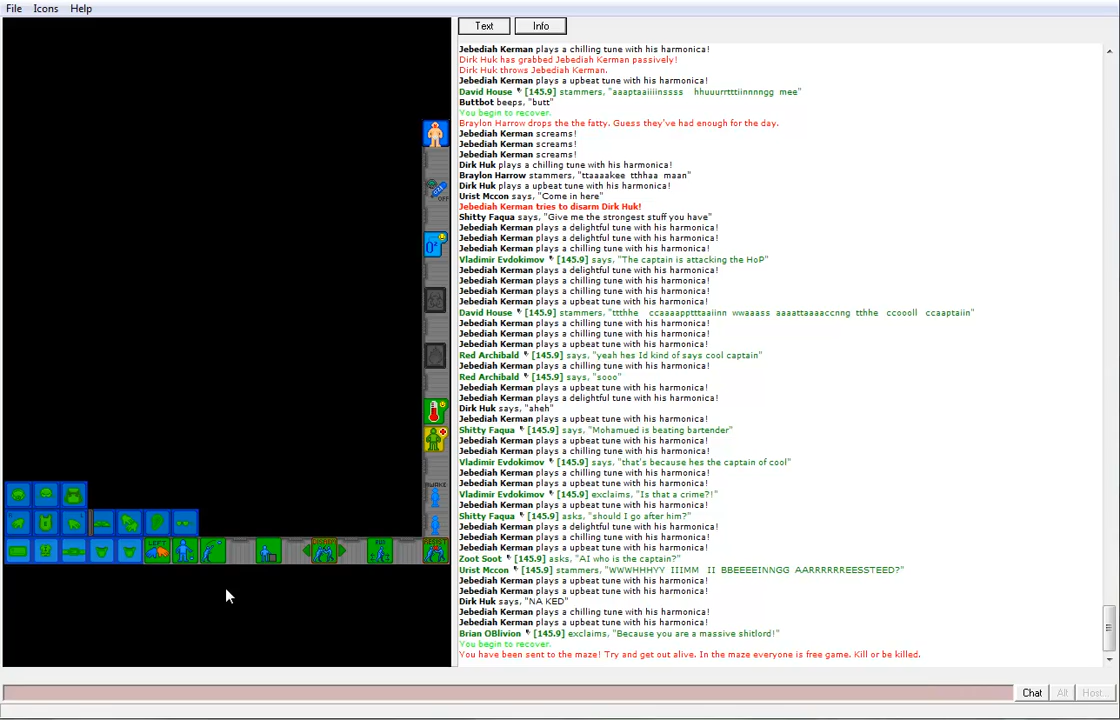 File Icons Help
Text Info
Jebediah Kerman plays a chilling tune with his harmonica!
Dirk Huk has grabbed Jebediah Kerman passively!
Dirk Huk throws Jebediah Kerman.
Jebediah Kerman plays a upbeat tune with his harmonica!
David House [145.9] stammers, "aaaptaaiiiinssss hhuuurrtttiinnnngg mee"
Buttbot beeps, "butt"
You begin to recover.
Braylon Harrow drops the the fatty. Guess they've had enough for the day.
Jebediah Kerman screams!
Jebediah Kerman screams!
Jebediah Kerman screams!
Dirk Huk plays a chilling tune with his harmonica!
Braylon Harrow stammers, "ttaaaakee tthhaa maan"
Dirk Huk plays a upbeat tune with his harmonica!
Urist Mccon says, "Come in here"
Jebediah Kerman tries to disarm Dirk Huk!
Shitty Faqua says, "Give me the strongest stuff you have"
Jebediah Kerman plays a delightful tune with his harmonica!
Jebediah Kerman plays a delightful tune with his harmonica!
Jebediah Kerman plays a chilling tune with his harmonica!
Vladimir Evdokimov [145.9] says, "The captain is attacking the HoP"
Jebediah Kerman plays a delightful tune with his harmonica!
Jebediah Kerman plays a chilling tune with his harmonica!
Jebediah Kerman plays a chilling tune with his harmonica!
Jebediah Kerman plays a upbeat tune with his harmonica!
David House [145.9] stammers, "ttthhe ccaaaapptttaaiinn wwaaass aaaattaaaaccnng tthhe ccoooll ccaaptaiin"
Jebediah Kerman plays a chilling tune with his harmonica!
Jebediah Kerman plays a chilling tune with his harmonica!
Jebediah Kerman plays a upbeat tune with his harmonica!
Red Archibald [145.9] says, "yeah hes Id kind of says cool captain"
Jebediah Kerman plays a chilling tune with his harmonica!
Red Archibald [145.9] says, "sooo"
Jebediah Kerman plays a upbeat tune with his harmonica!
Jebediah Kerman plays a delightful tune with his harmonica!
Dirk Huk says, "aheh"
Jebediah Kerman plays a upbeat tune with his harmonica!
Shitty Faqua [145.9] says, "Mohamued is beating bartender"
Jebediah Kerman plays a upbeat tune with his harmonica!
Jebediah Kerman plays a chilling tune with his harmonica!
Vladimir Evdokimov [145.9] says, "that's because hes the captain of cool"
Jebediah Kerman plays a upbeat tune with his harmonica!
Jebediah Kerman plays a upbeat tune with his harmonica!
Vladimir Evdokimov [145.9] exclaims, "Is that a crime?!"
Jebediah Kerman plays a upbeat tune with his harmonica!
Shitty Faqua [145.9] asks, "should I go after him?"
Jebediah Kerman plays a delightful tune with his harmonica!
Jebediah Kerman plays a chilling tune with his harmonica!
Jebediah Kerman plays a upbeat tune with his harmonica!
Zoot Soot [145.9] asks, "AI who is the captain?"
Urist Mccon [145.9] stammers, "WWWHHHYY IIIMM II BBEEEEINNGG AARRRRRREESSTEED?"
Jebediah Kerman plays a upbeat tune with his harmonica!
Jebediah Kerman plays a upbeat tune with his harmonica!
Dirk Huk says, "NA KED"
Jebediah Kerman plays a chilling tune with his harmonica!
Jebediah Kerman plays a upbeat tune with his harmonica!
Brian OBlivion [145.9] exclaims, "Because you are a massive shitlord!"
You begin to recover.
You have been sent to the maze! Try and get out alive. In the maze everyone is free game. Kill or be killed.
OFF
AWAKE
LEFT
RUN
RESIST
Chat Alt Host...